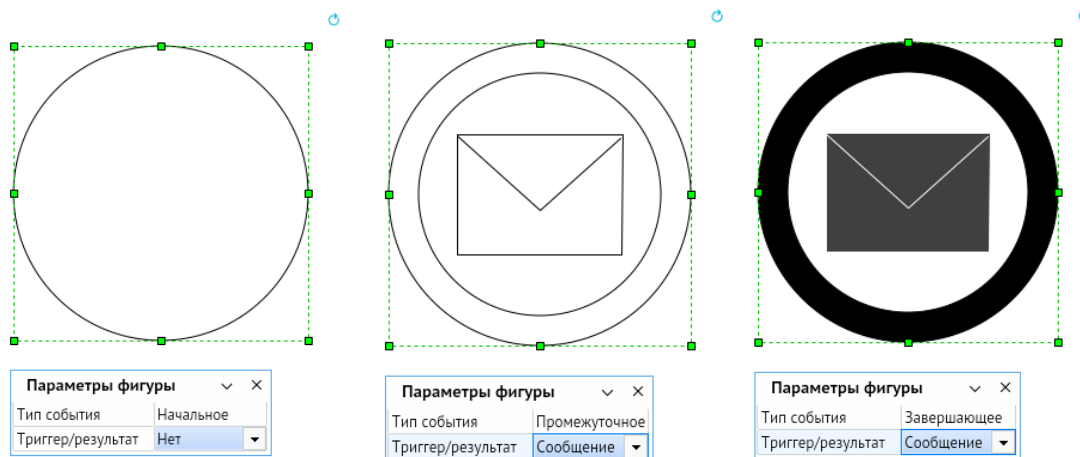 Параметры фигуры
Тип события Начальное
Триггер/результат Нет
Параметры фигуры
Тип события Промежуточное
Триггер/результат Сообщение
Параметры фигуры
Тип события Завершающее
Триггер/результат Сообщение